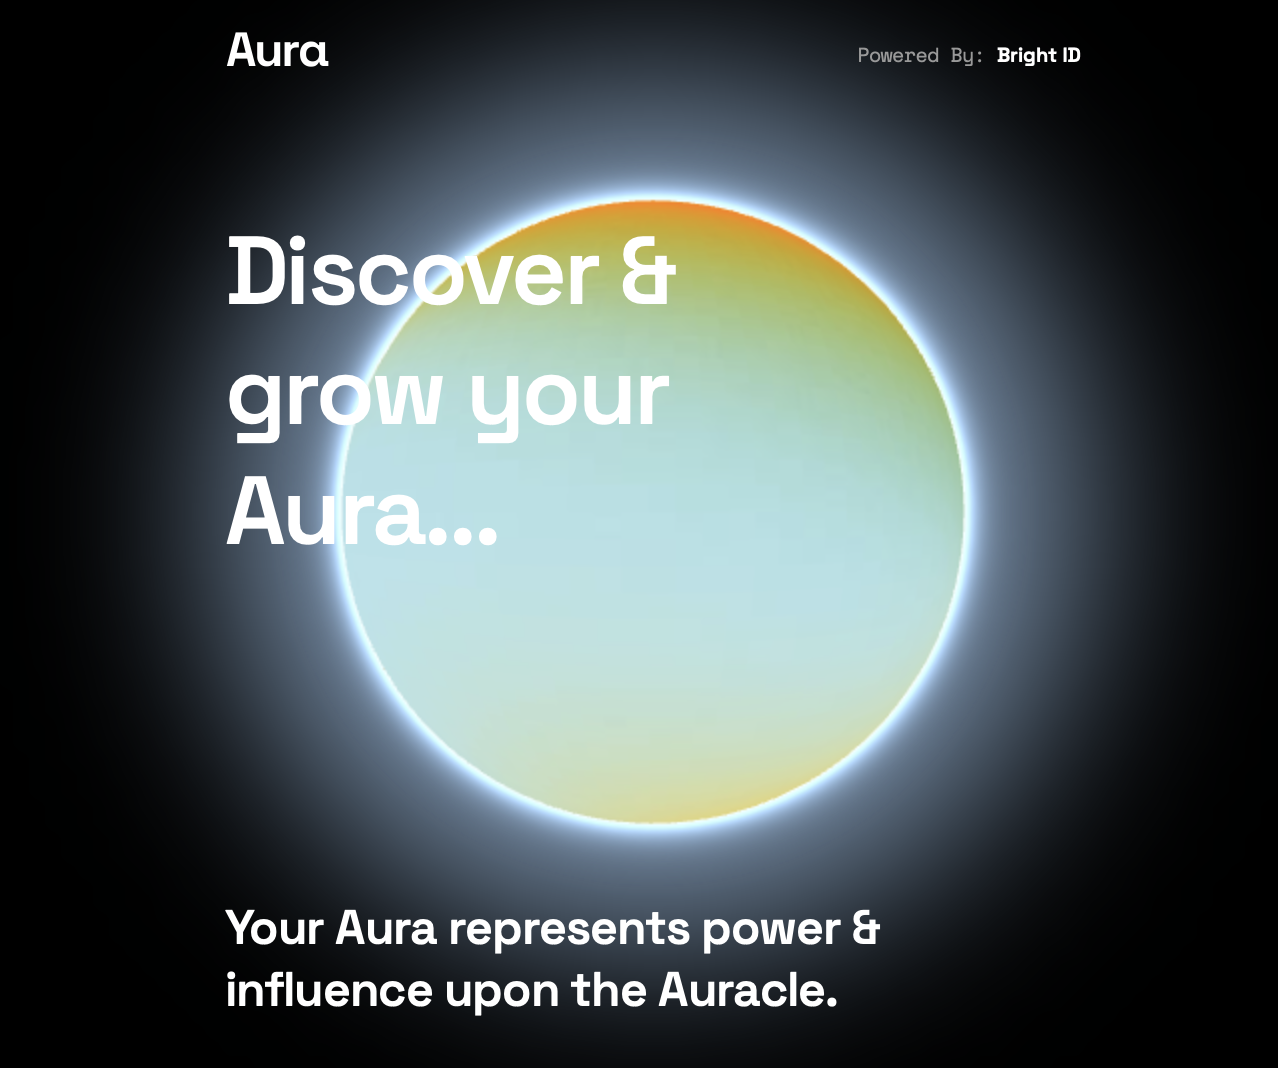 Aura
Powered By: Bright ID
Discover &
grow your
Aura...
Your Aura represents power &
influence upon the Auracle.